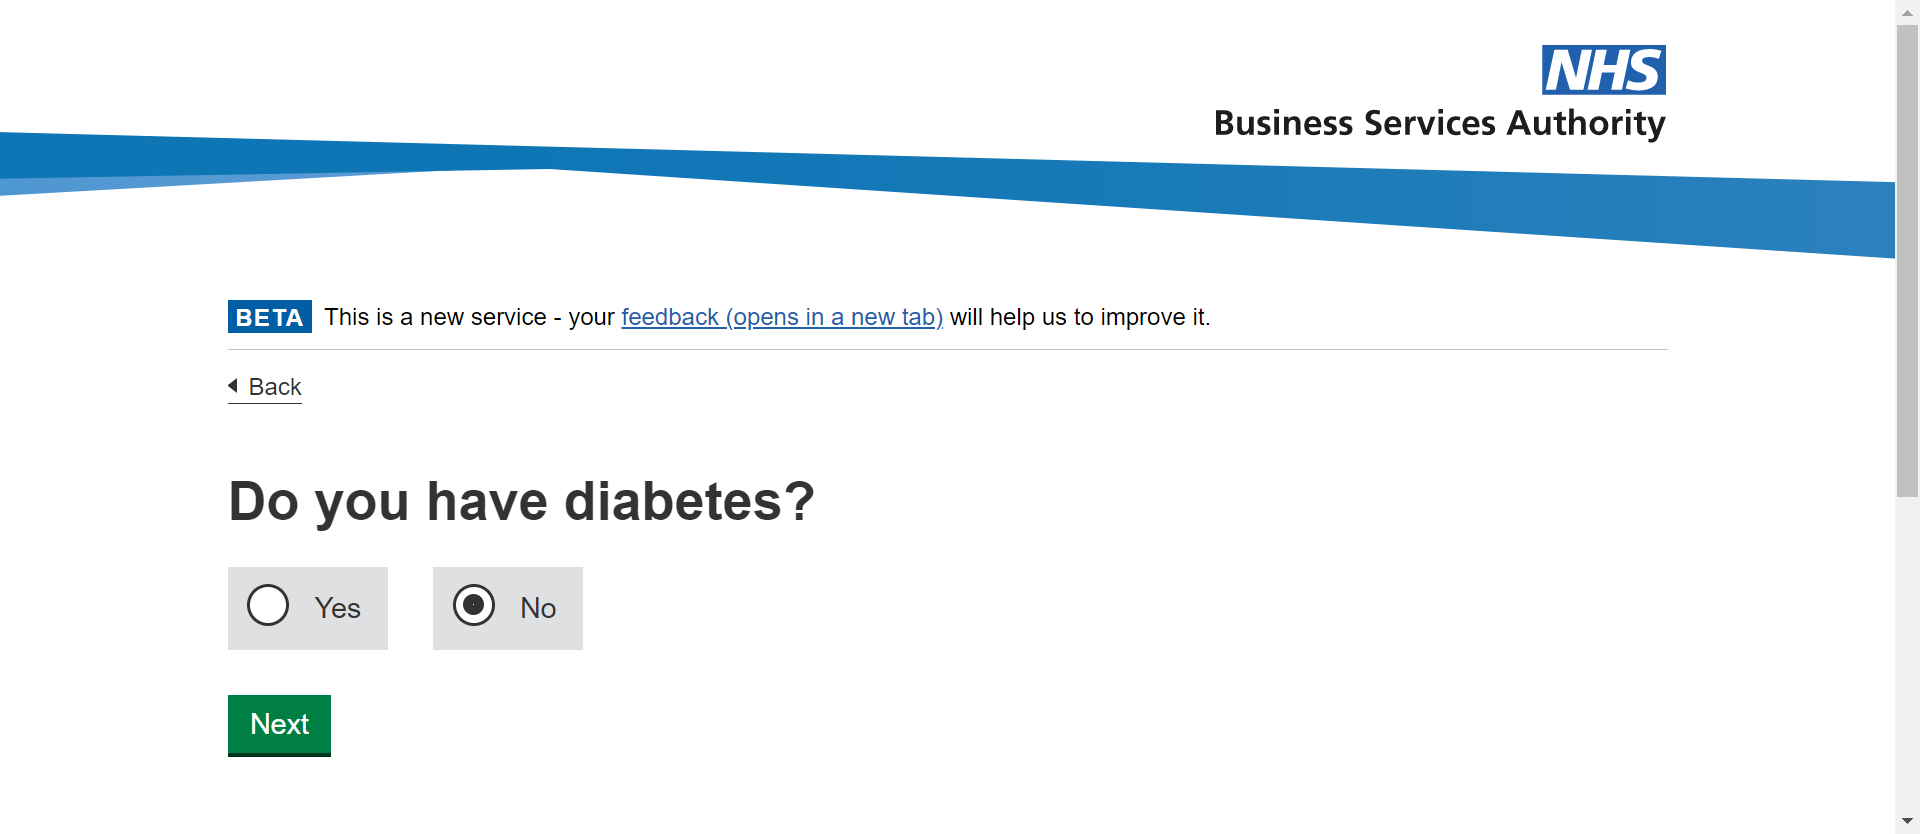 NHS
Business Services Authority
BETA This is a new service - your feedback (opens in a new tab) will help us to improve it.
Back
Do you have diabetes?
Yes No
Next